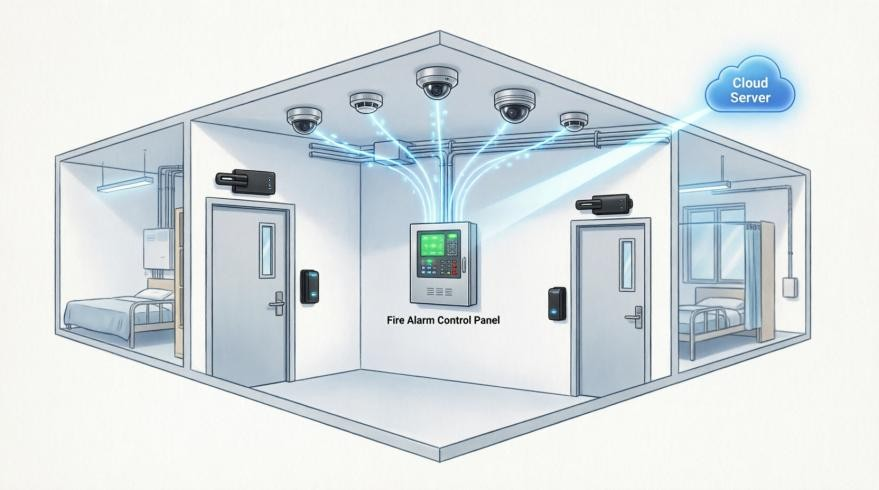 Cloud
Server
Fire Alarm Control Panel